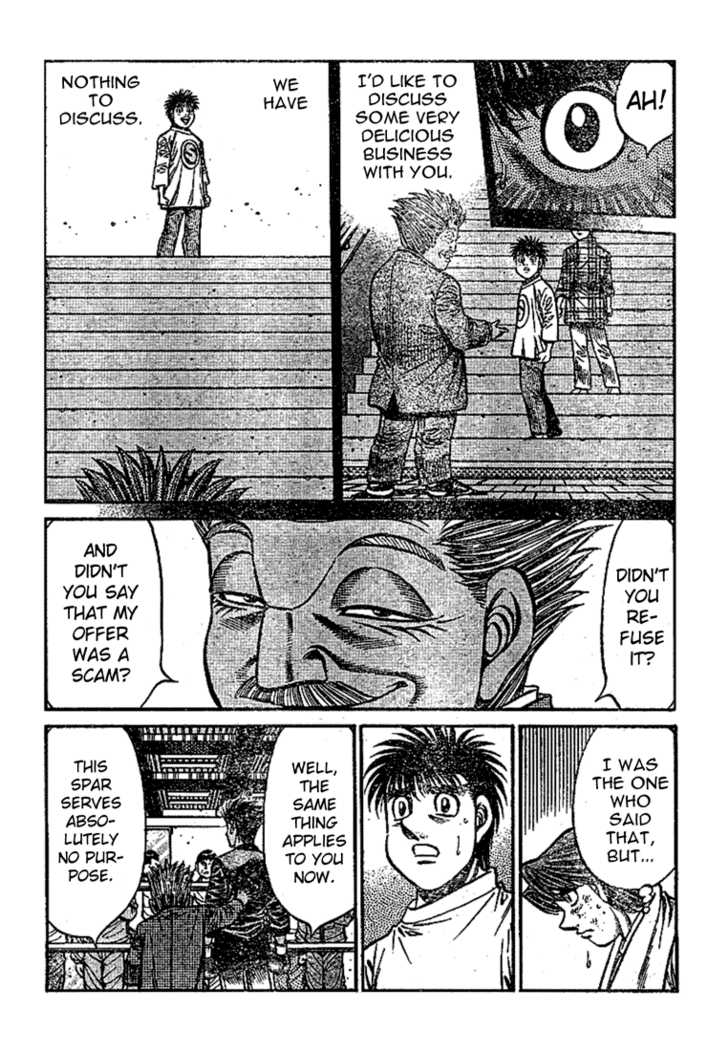 AH!
I'D LIKE TO
DISCUSS
SOME VERY
DELICIOUS
BUSINESS
WITH YOU.
WE
HAVE
NOTHING
TO
DISCUSS.
DIDN'T
YOU
RE-
FUSE
IT?
AND
DIDN'T
YOU SAY
THAT MY
OFFER
WAS A
SCAM?
I WAS
THE ONE
WHO
SAID
THAT,
BUT...
WELL,
THE
SAME
THING
APPLIES
TO YOU
NOW.
THIS
SPAR
SERVES
ABSO-
LUTELY
NO PUR-
POSE.